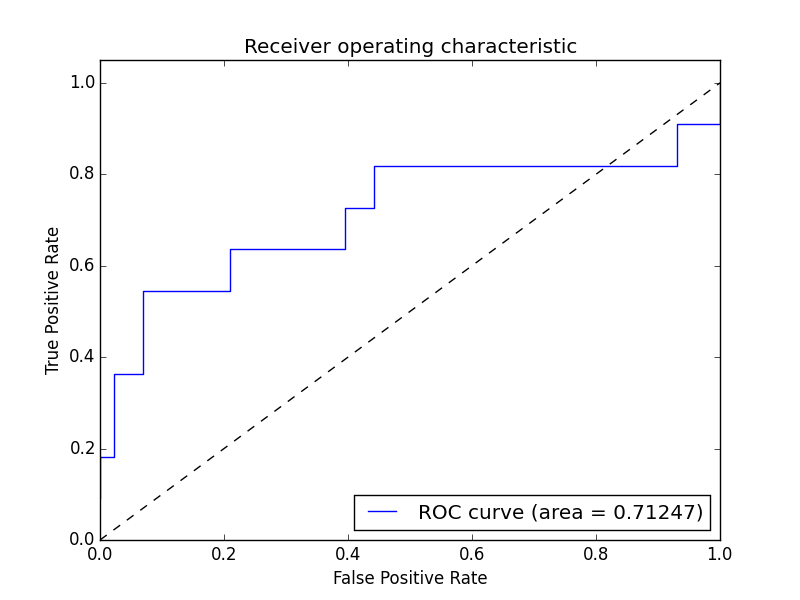 Receiver operating characteristic
1.0
0.8
0.6
0.4
0.2
0.0
True Positive Rate
ROC curve (area = 0.71247)
0.0 0.2 0.4 0.6 0.8 1.0
False Positive Rate